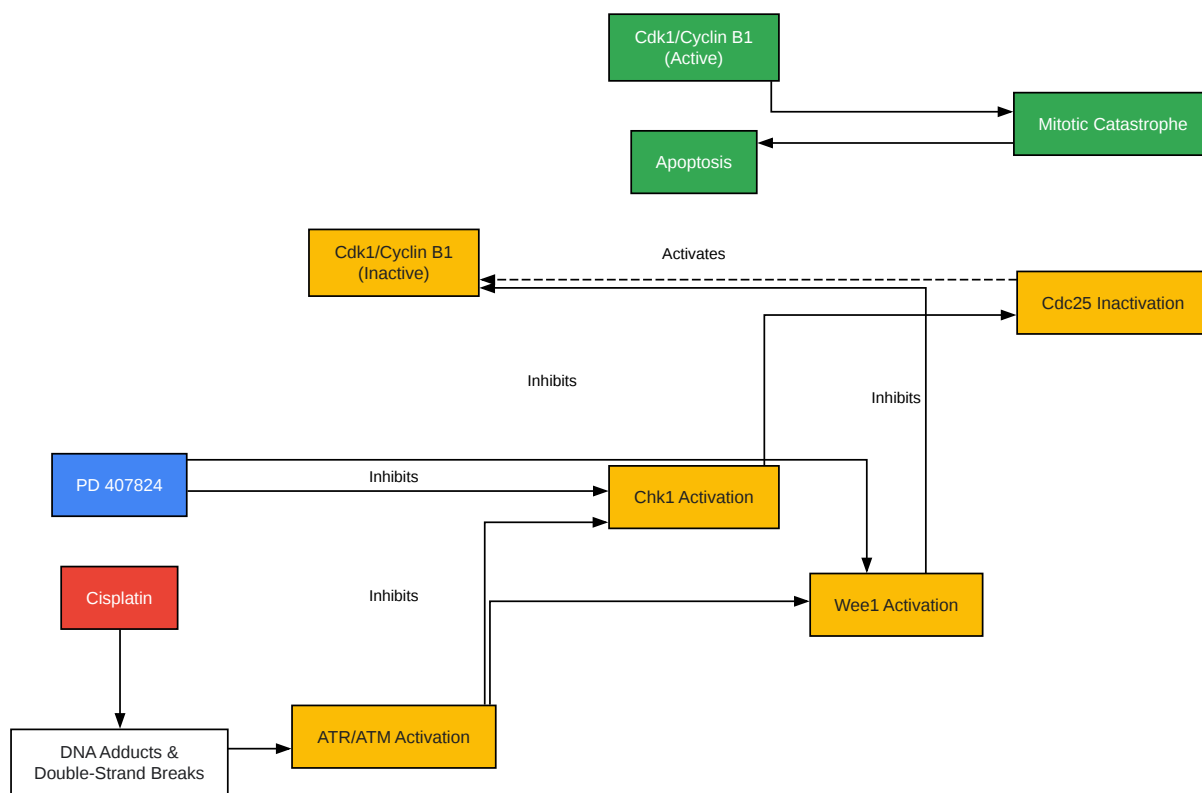 Cdk1/Cyclin B1
(Active)
Mitotic Catastrophe
Apoptosis
Cdk1/Cyclin B1
(Inactive)
Activates
Cdc25 Inactivation
Inhibits
Inhibits
PD 407824
Inhibits
Chk1 Activation
Cisplatin
Inhibits
Wee1 Activation
ATR/ATM Activation
DNA Adducts &
Double-Strand Breaks